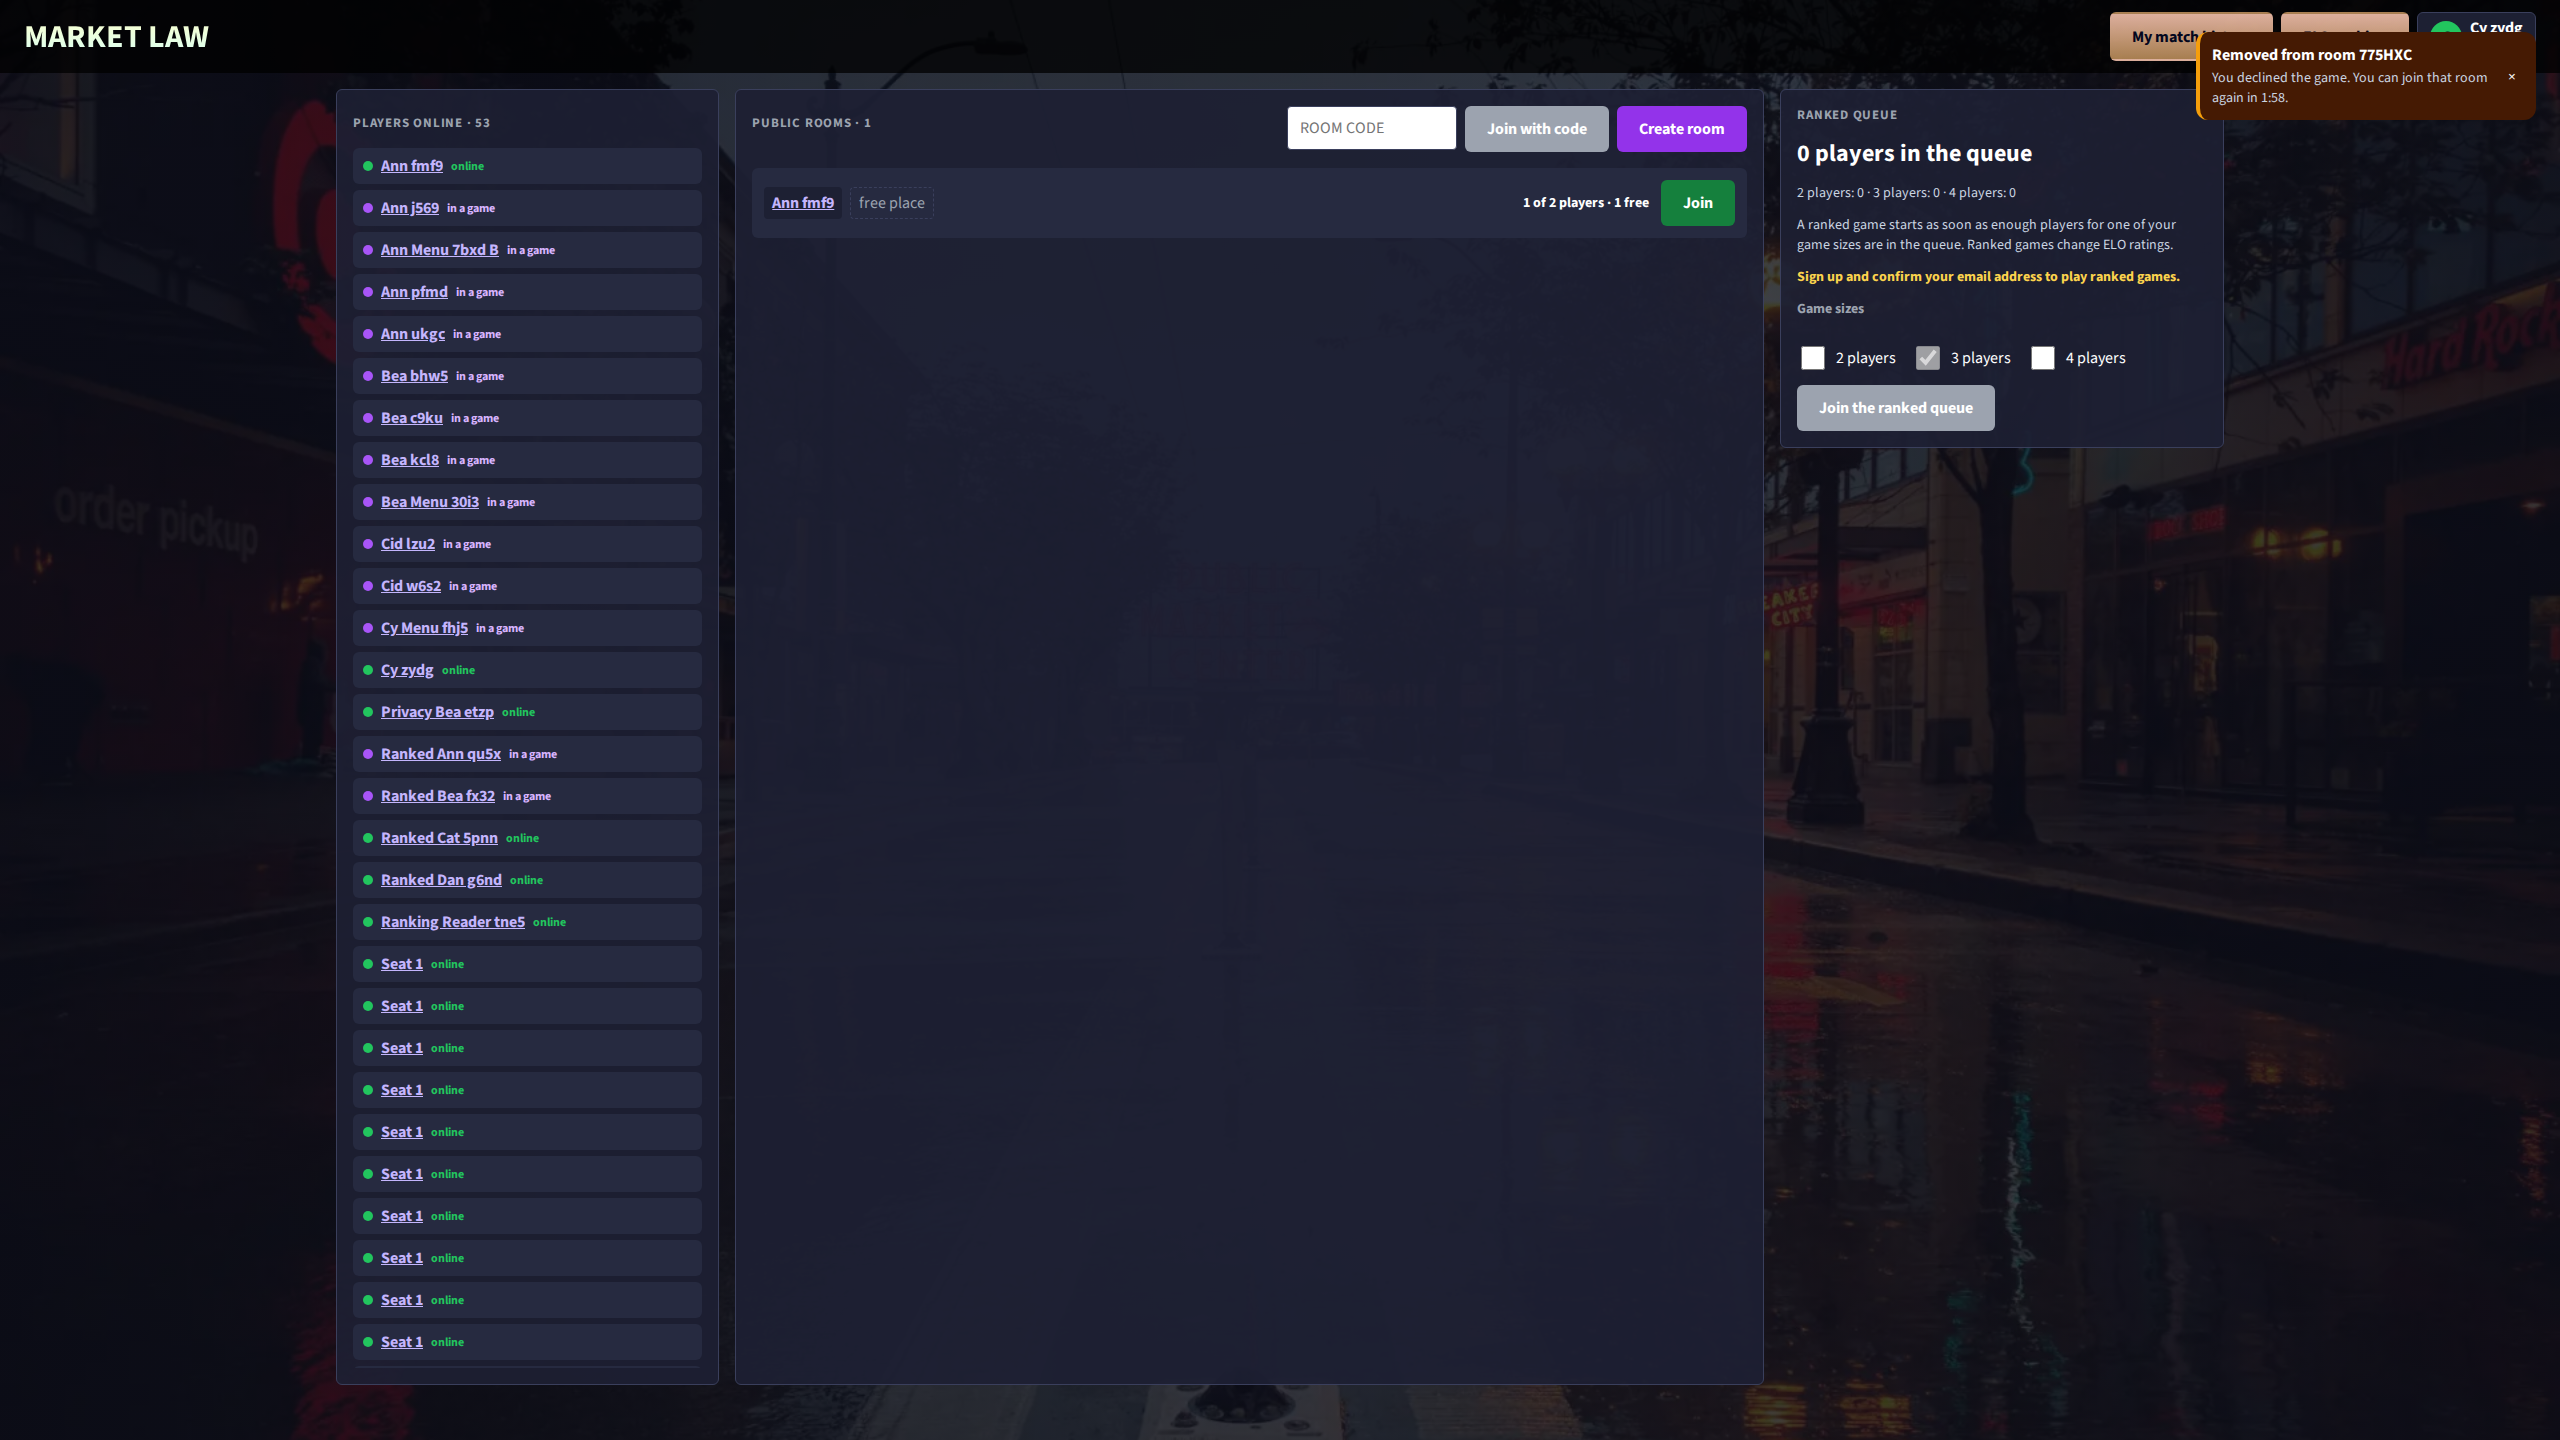 MARKET LAW
My match
Cy zydg
Removed from room 775HXC
You declined the game. You can join that room
again in 1:58.
×
PLAYERS ONLINE · 53
Ann fmf9 online
Ann j569 in a game
Ann Menu 7bxd B in a game
Ann pfmd in a game
Ann ukgc in a game
Bea bhw5 in a game
Bea c9ku in a game
Bea kcl8 in a game
Bea Menu 30i3 in a game
Cid lzu2 in a game
Cid w6s2 in a game
Cy Menu fhj5 in a game
Cy zydg online
Privacy Bea etzp online
Ranked Ann qu5x in a game
Ranked Bea fx32 in a game
Ranked Cat 5pnn online
Ranked Dan g6nd online
Ranking Reader tne5 online
Seat 1 online
Seat 1 online
Seat 1 online
Seat 1 online
Seat 1 online
Seat 1 online
Seat 1 online
Seat 1 online
Seat 1 online
Seat 1 online
PUBLIC ROOMS · 1
ROOM CODE
Join with code
Create room
Ann fmf9 free place 1 of 2 players · 1 free Join
RANKED QUEUE
0 players in the queue
2 players: 0 · 3 players: 0 · 4 players: 0
A ranked game starts as soon as enough players for one of your
game sizes are in the queue. Ranked games change ELO ratings.
Sign up and confirm your email address to play ranked games.
Game sizes
2 players 3 players 4 players
Join the ranked queue
order pickup
Hard Rock